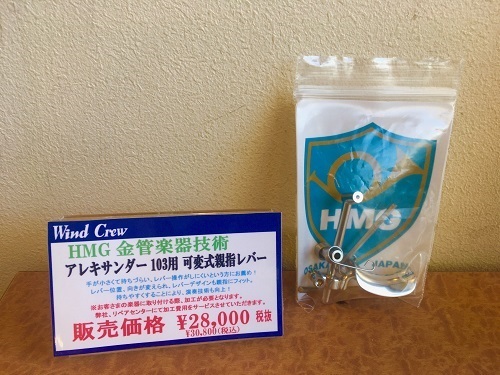 Wind Crew
HMG 金管楽器技術
アレキサンダー 103用 可変式親指レバー
手が小さくて持ちづらい、レバー操作がしにくいという方にお薦め！
レバー位置、向きが変えられ、レバーデザインも親指にフィット。
持ちやすくすることにより、演奏技術も向上！
※お客さまの楽器に取り付ける際、加工が必要となります。
弊社、リペアセンターにて加工費用をサービスさせていただきます。
販売価格 ¥28,000 税抜
¥30,800(税込)
HMG
OSAKA JAPAN